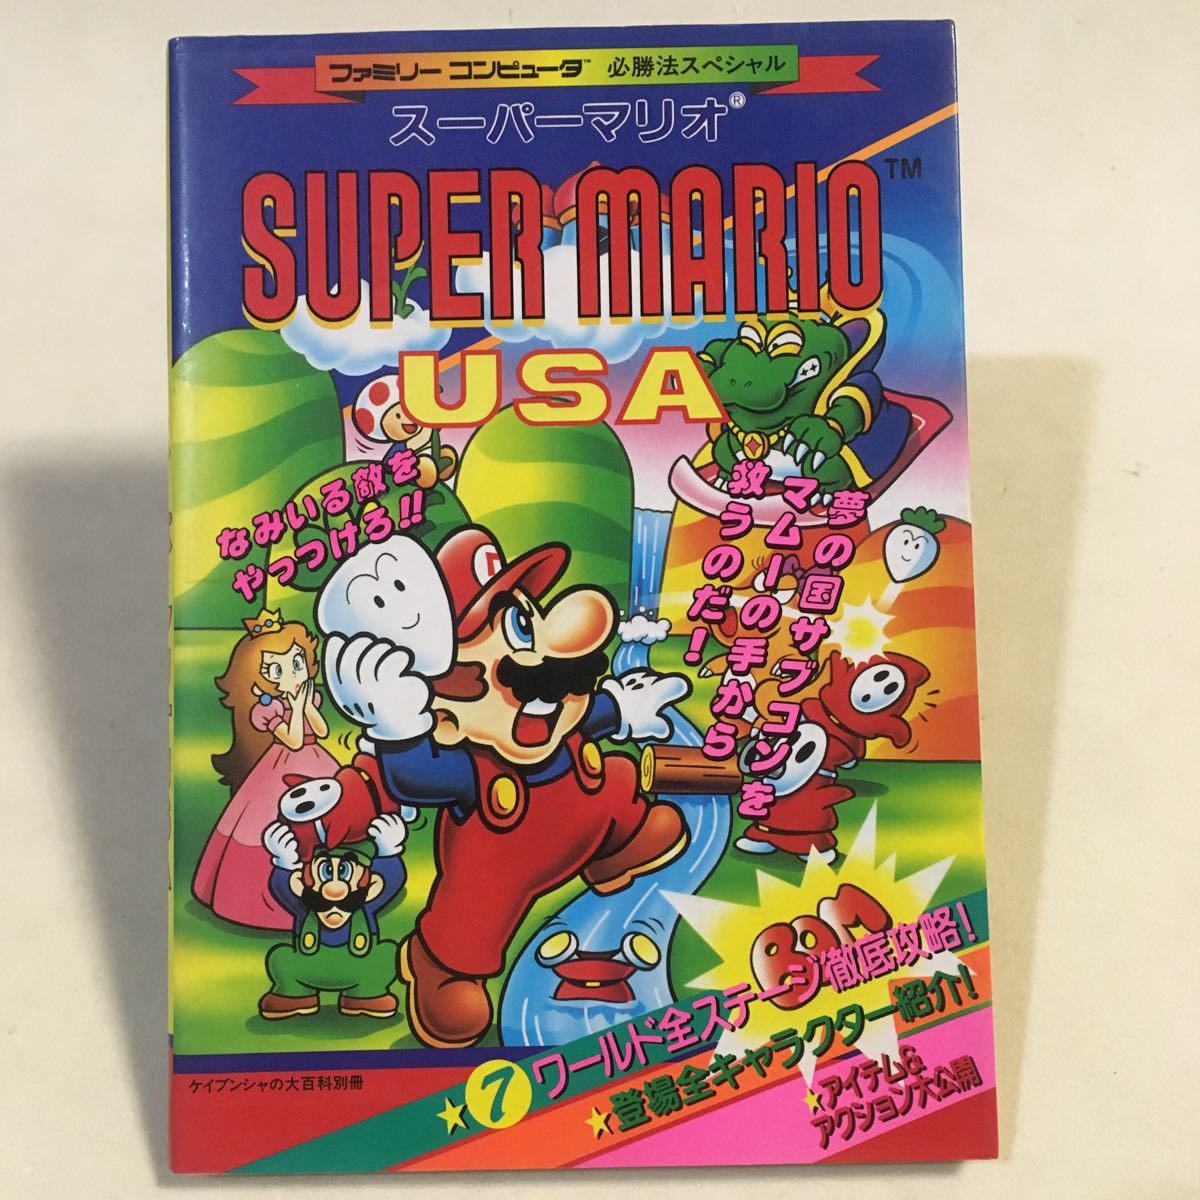 ファミリー コンピュータ™ 必勝法スペシャル
スーパーマリオ®
SUPER MARIO™
USA
なみいる敵を
やっつけろ!!
夢の国サブコンを
マムーの手から
救うのだ!
BOM
★7ワールド全ステージ徹底攻略!
★登場全キャラクター紹介!
★アイテム&
アクション大公開
ケイブンシャの大百科別冊